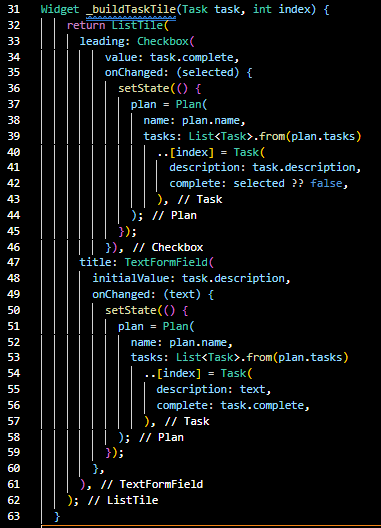 31 Widget _buildTaskTile(Task task, int index) {
32 return ListTile(
33 leading: Checkbox(
34 value: task.complete,
35 onChanged: (selected) {
36 setState(() {
37 plan = Plan(
38 name: plan.name,
39 tasks: List<Task>.from(plan.tasks)
40 ..[index] = Task(
41 description: task.description,
42 complete: selected ?? false,
43 ), // Task
44 ); // Plan
45 });
46 }), // Checkbox
47 title: TextFormField(
48 initialValue: task.description,
49 onChanged: (text) {
50 setState(() {
51 plan = Plan(
52 name: plan.name,
53 tasks: List<Task>.from(plan.tasks)
54 ..[index] = Task(
55 description: text,
56 complete: task.complete,
57 ), // Task
58 ); // Plan
59 });
60 },
61 ), // TextFormField
62 ); // ListTile
63 }